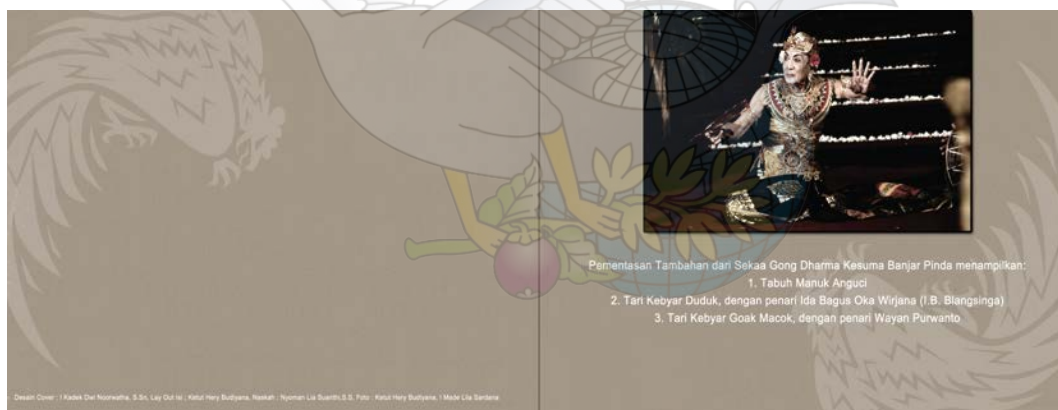 Pementasan Tambahan dari Sekaa Gong Dharma Kesuma Banjar Pinda menampilkan:
1. Tabuh Manuk Anguci
2. Tari Kebyar Duduk, dengan penari Ida Bagus Oka Wirjana (I.B. Blangsinga)
3. Tari Kebyar Goak Macok, dengan penari Wayan Purwanto
Desain Cover : I Kadek Dwi Noorwatha, S.Sn, Lay Out Isi : Ketut Hery Budiyana, Naskah : Nyoman Lia Susanthi,S.S, Foto : Ketut Hery Budiyana, I Made Lila Sardana